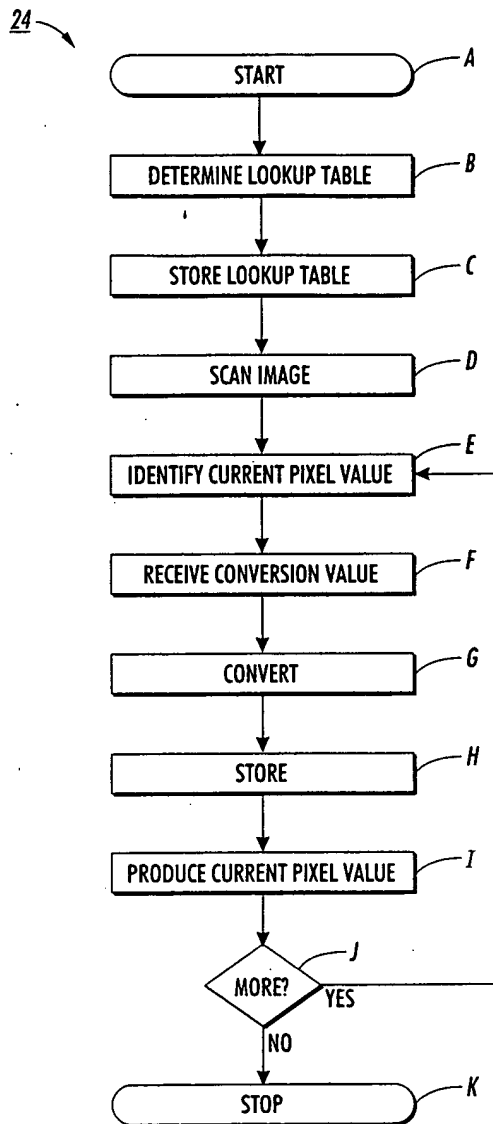 24
START
A
DETERMINE LOOKUP TABLE
B
STORE LOOKUP TABLE
C
SCAN IMAGE
D
IDENTIFY CURRENT PIXEL VALUE
E
RECEIVE CONVERSION VALUE
F
CONVERT
G
STORE
H
PRODUCE CURRENT PIXEL VALUE
I
MORE?
J
YES
NO
STOP
K